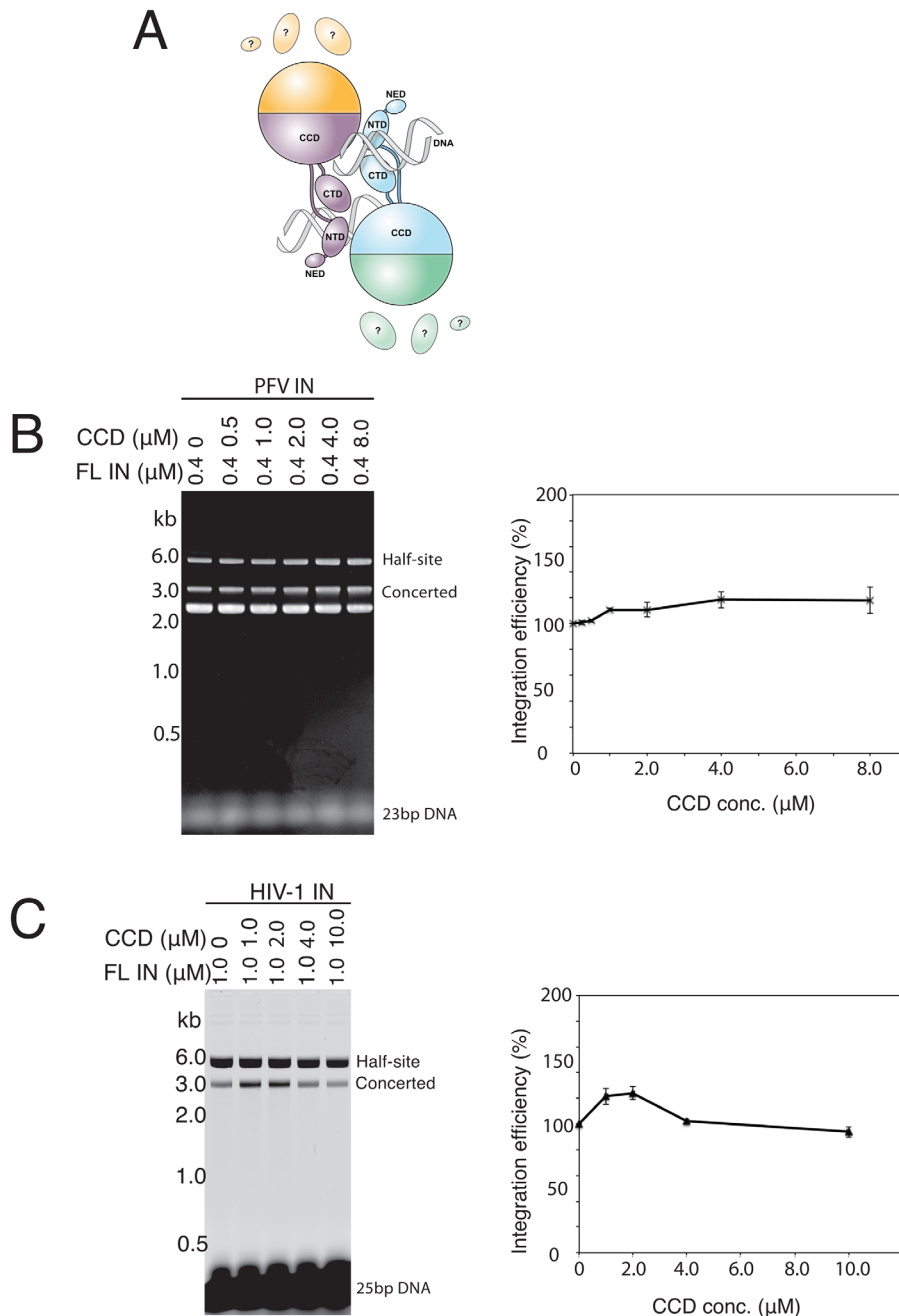 A
? ? ?
NED
NTD
DNA
CCD
CTD
CTD
NTD
CCD
NED
? ? ?
PFV IN
B
CCD (μM) 0 0.5 1.0 2.0 4.0 8.0
FL IN (μM) 0.4 0.4 0.4 0.4 0.4 0.4
kb
6.0
Half-site
3.0
Concerted
2.0
1.0
0.5
23bp DNA
Integration efficiency (%)
200
150
100
50
0
0 2.0 4.0 6.0 8.0
CCD conc. (μM)
HIV-1 IN
C
CCD (μM) 0 1.0 2.0 4.0 10.0
FL IN (μM) 1.0 1.0 1.0 1.0 1.0
kb
6.0
Half-site
3.0
Concerted
2.0
1.0
0.5
25bp DNA
Integration efficiency (%)
200
150
100
50
0
0 2.0 4.0 6.0 8.0 10.0
CCD conc. (μM)